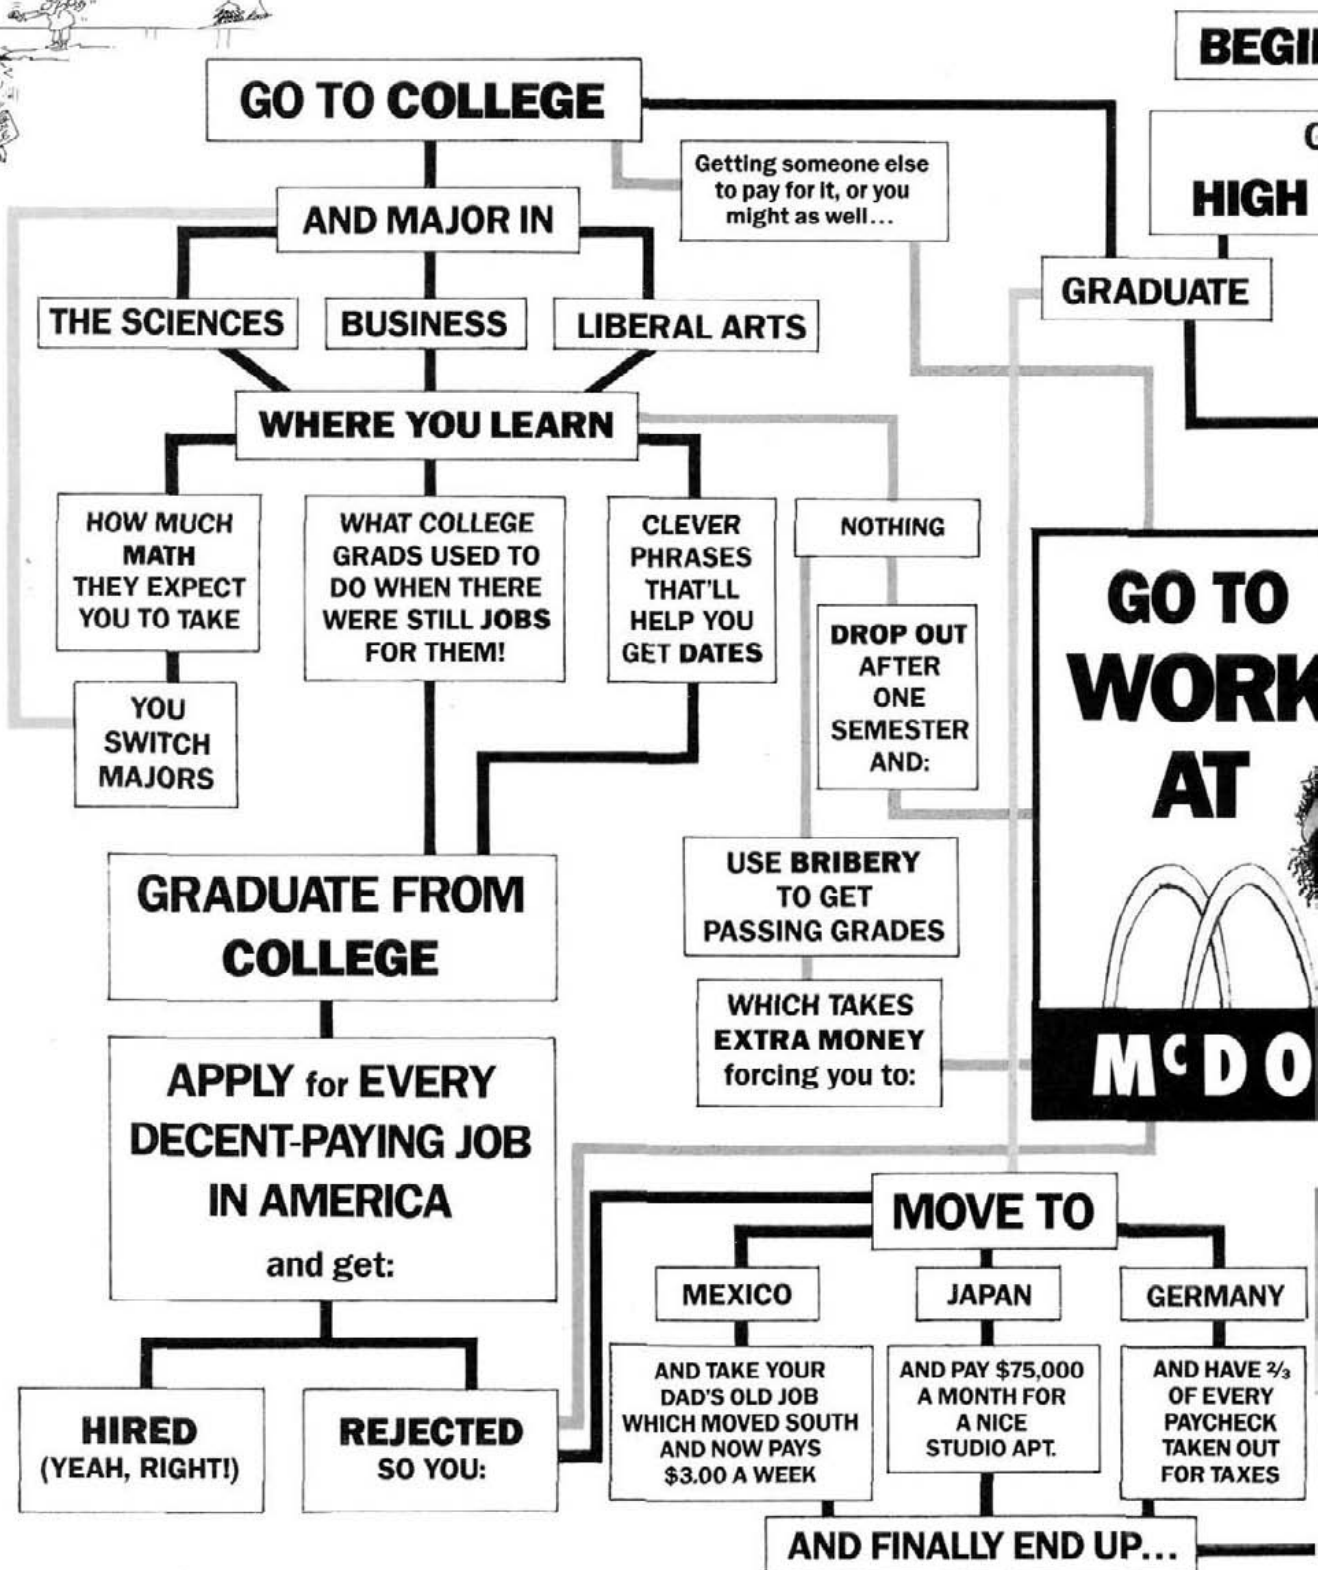 BEGI
GO TO COLLEGE
Getting someone else
to pay for it, or you
might as well...
HIGH
AND MAJOR IN
GRADUATE
THE SCIENCES
BUSINESS
LIBERAL ARTS
WHERE YOU LEARN
HOW MUCH
MATH
THEY EXPECT
YOU TO TAKE
WHAT COLLEGE
GRADS USED TO
DO WHEN THERE
WERE STILL JOBS
FOR THEM!
CLEVER
PHRASES
THAT'LL
HELP YOU
GET DATES
NOTHING
YOU
SWITCH
MAJORS
DROP OUT
AFTER
ONE
SEMESTER
AND:
GO TO
WORK
AT
McDO
USE BRIBERY
TO GET
PASSING GRADES
WHICH TAKES
EXTRA MONEY
forcing you to:
GRADUATE FROM
COLLEGE
APPLY for EVERY
DECENT-PAYING JOB
IN AMERICA
and get:
HIRED
(YEAH, RIGHT!)
REJECTED
SO YOU:
MOVE TO
MEXICO
JAPAN
GERMANY
AND TAKE YOUR
DAD'S OLD JOB
WHICH MOVED SOUTH
AND NOW PAYS
$3.00 A WEEK
AND PAY $75,000
A MONTH FOR
A NICE
STUDIO APT.
AND HAVE ⅔
OF EVERY
PAYCHECK
TAKEN OUT
FOR TAXES
AND FINALLY END UP...